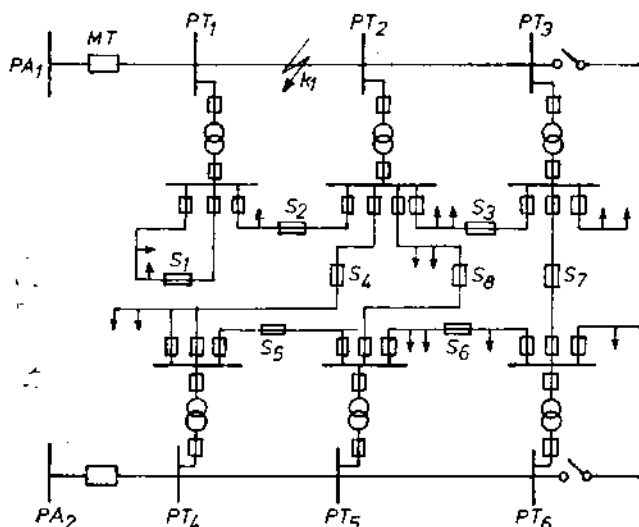 MT PT1 PT2 PT3
PA1
k1
S2 S3
S1 S4 S8 S7
S5 S6
PA2 PT4 PT5 PT6